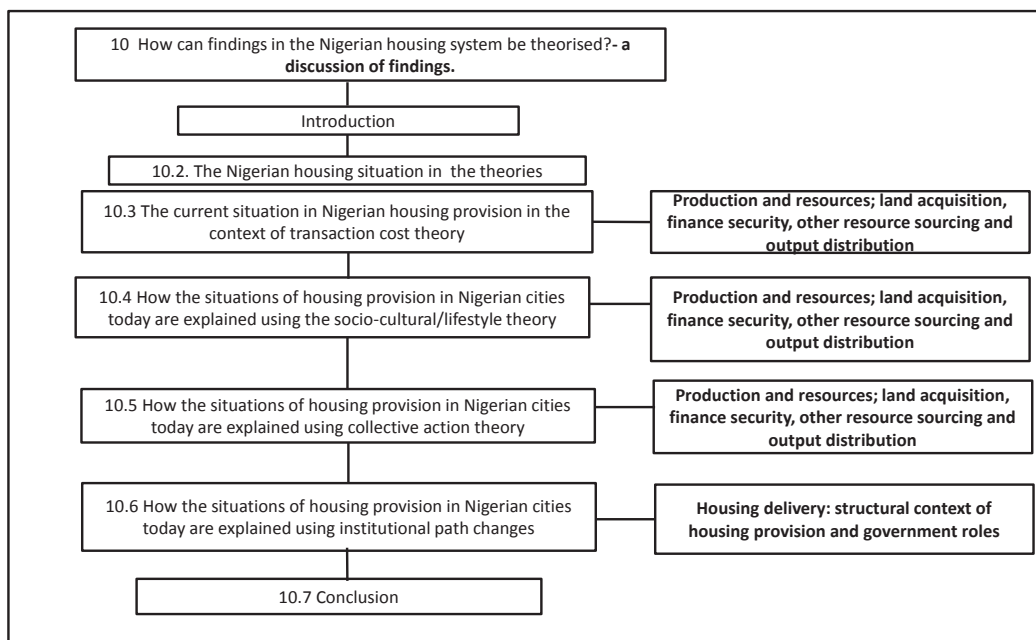 10 How can findings in the Nigerian housing system be theorised?- a
discussion of findings.
Introduction
10.2. The Nigerian housing situation in the theories
10.3 The current situation in Nigerian housing provision in the
context of transaction cost theory
Production and resources; land acquisition,
finance security, other resource sourcing and
output distribution
10.4 How the situations of housing provision in Nigerian cities
today are explained using the socio-cultural/lifestyle theory
Production and resources; land acquisition,
finance security, other resource sourcing and
output distribution
10.5 How the situations of housing provision in Nigerian cities
today are explained using collective action theory
Production and resources; land acquisition,
finance security, other resource sourcing and
output distribution
10.6 How the situations of housing provision in Nigerian cities
today are explained using institutional path changes
Housing delivery: structural context of
housing provision and government roles
10.7 Conclusion